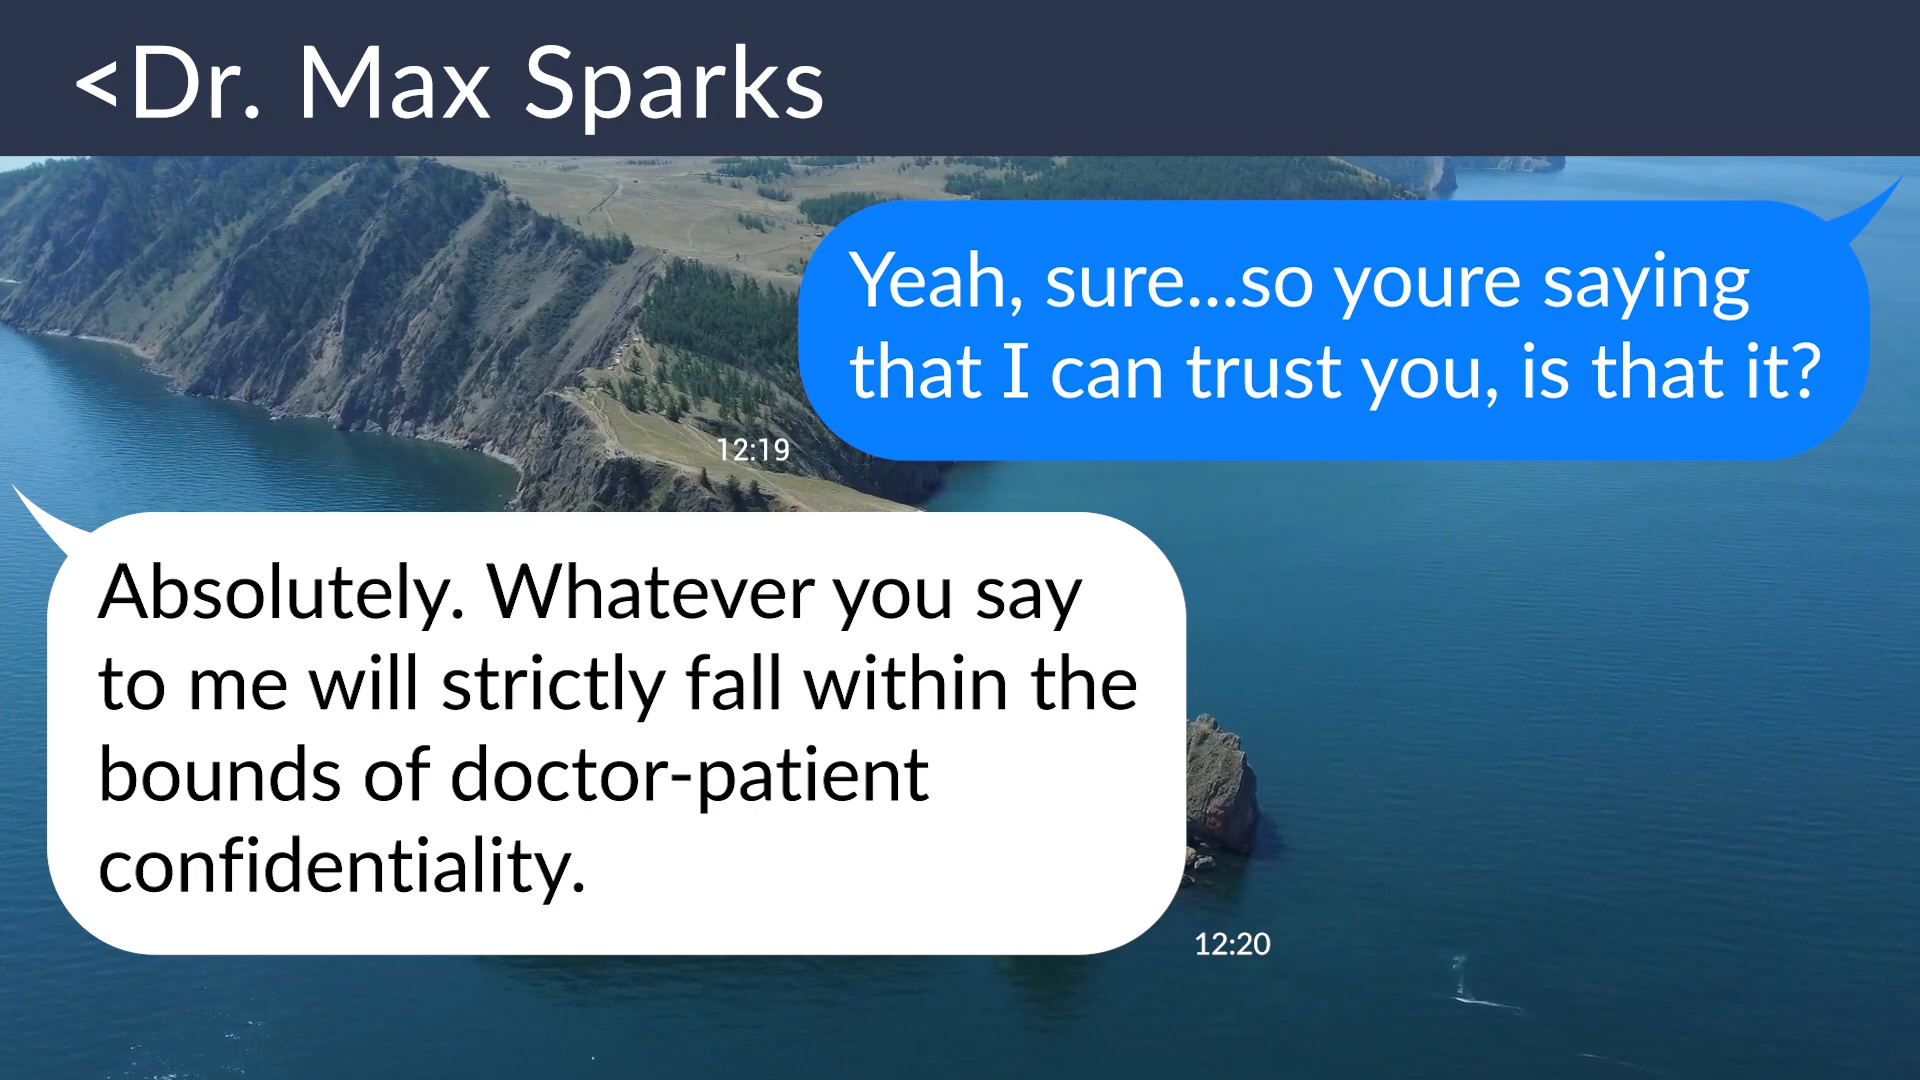 <Dr. Max Sparks
Yeah, sure...so youre saying
that I can trust you, is that it?
12:19
Absolutely. Whatever you say
to me will strictly fall within the
bounds of doctor-patient
confidentiality.
12:20